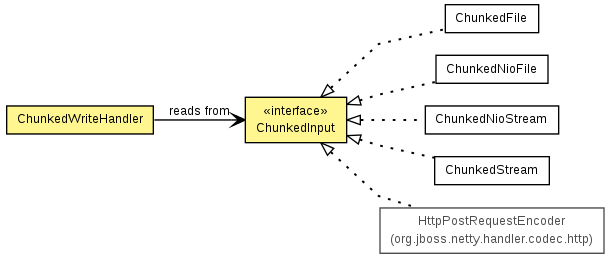 ChunkedFile
ChunkedNioFile
ChunkedWriteHandler
reads from
«interface»
ChunkedInput
ChunkedNioStream
ChunkedStream
HttpPostRequestEncoder
(org.jboss.netty.handler.codec.http)